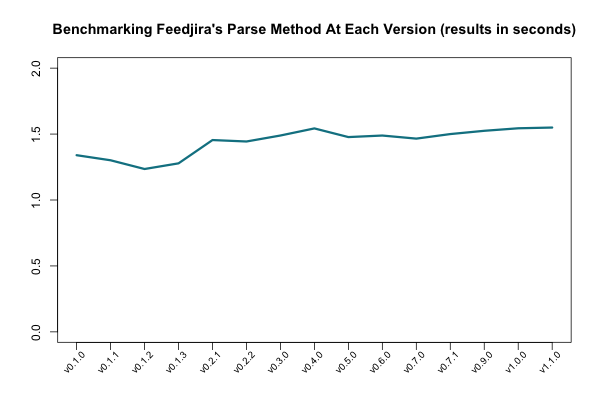 Benchmarking Feedjira's Parse Method At Each Version (results in seconds)
2.0
1.5
1.0
0.5
0.0
v0.1.0
v0.1.1
v0.1.2
v0.1.3
v0.2.1
v0.2.2
v0.3.0
v0.4.0
v0.5.0
v0.6.0
v0.7.0
v0.7.1
v0.9.0
v1.0.0
v1.1.0